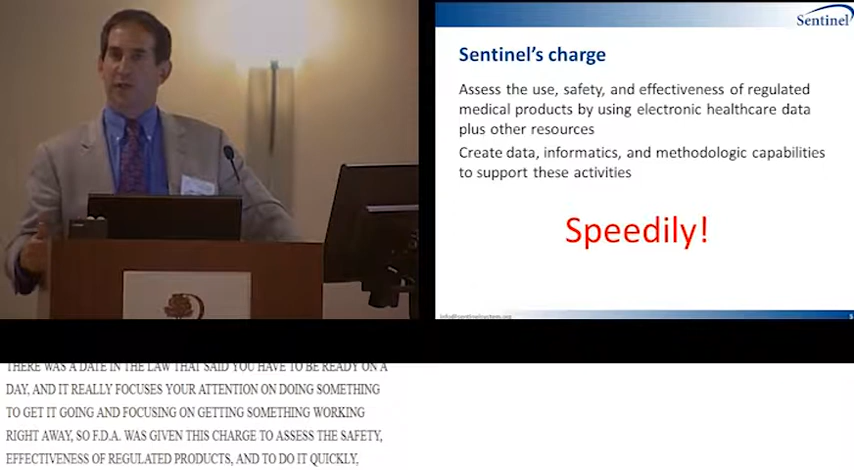 Sentinel
Sentinel's charge
Assess the use, safety, and effectiveness of regulated
medical products by using electronic healthcare data
plus other resources
Create data, informatics, and methodologic capabilities
to support these activities
Speedily!
info@sentinelsystem.org
THERE WAS A DATE IN THE LAW THAT SAID YOU HAVE TO BE READY ON A
DAY, AND IT REALLY FOCUSES YOUR ATTENTION ON DOING SOMETHING
TO GET IT GOING AND FOCUSING ON GETTING SOMETHING WORKING
RIGHT AWAY, SO F.D.A. WAS GIVEN THIS CHARGE TO ASSESS THE SAFETY,
EFFECTIVENESS OF REGULATED PRODUCTS, AND TO DO IT QUICKLY,